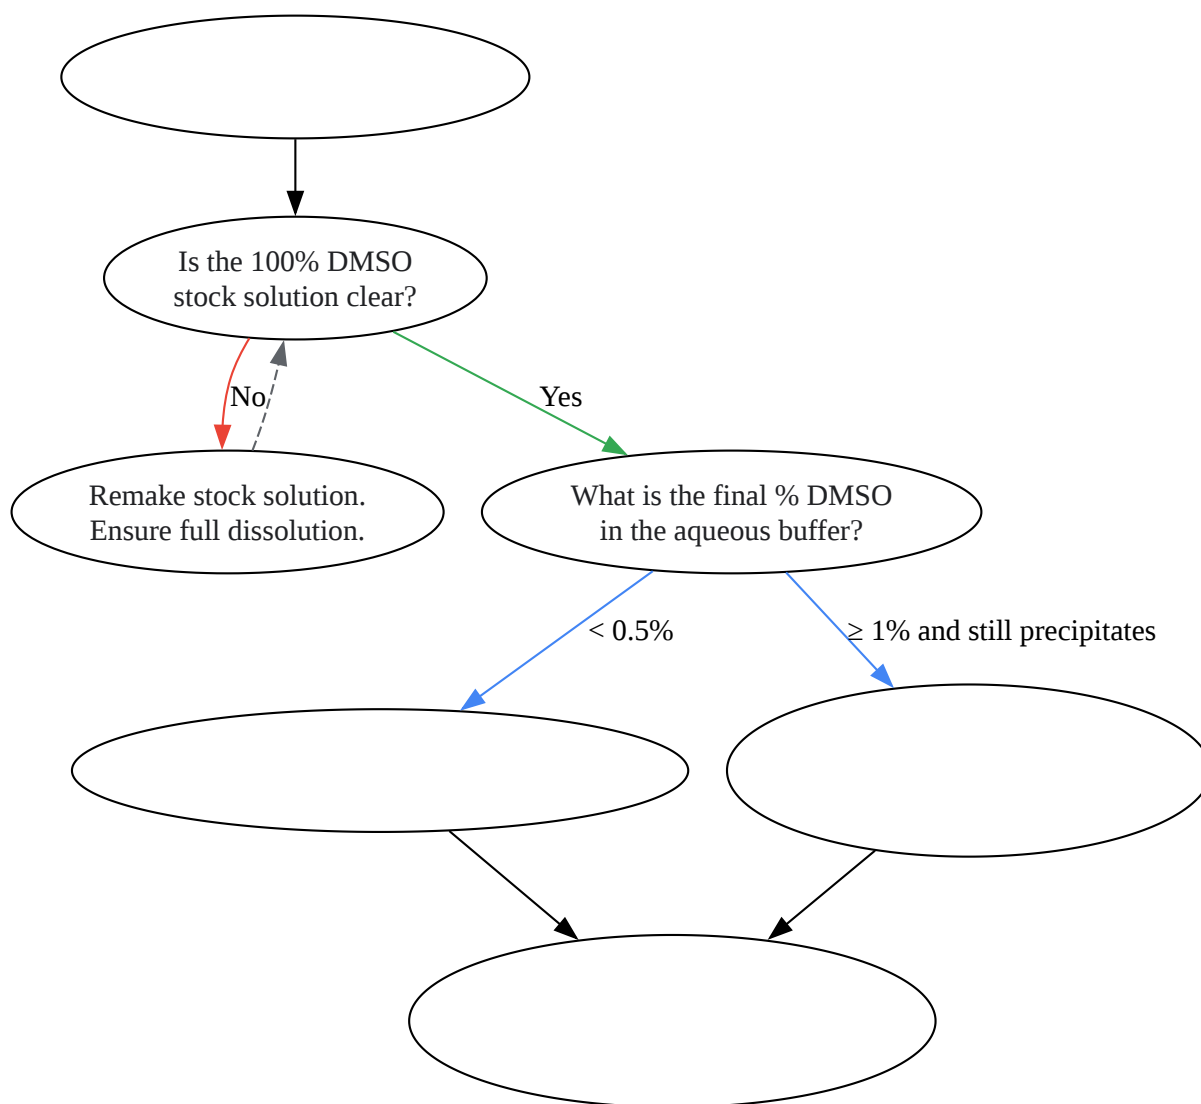 Is the 100% DMSO
stock solution clear?
No
Yes
Remake stock solution.
Ensure full dissolution.
What is the final % DMSO
in the aqueous buffer?
< 0.5%
≥ 1% and still precipitates